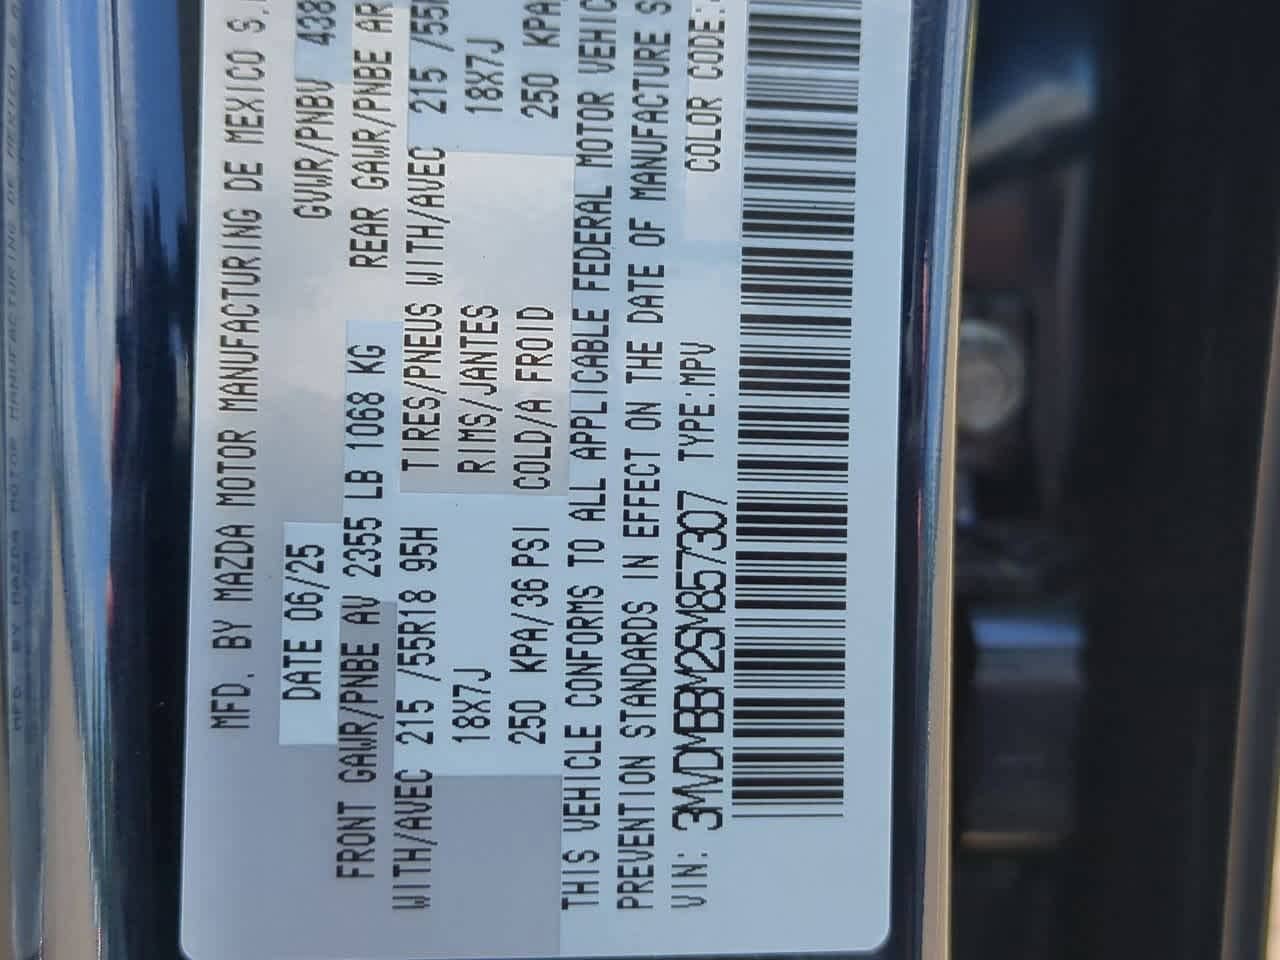 MFD. BY MAZDA MOTOR MANUFACTURING DE MEXICO S.
DATE 06/25 GVWR/PNBV 438
FRONT GAWR/PNBE AV 2355 LB 1068 KG REAR GAWR/PNBE AR
WITH/AVEC 215 /55R18 95H TIRES/PNEUS WITH/AVEC 215 /55
18X7J RIMS/JANTES 18X7J
250 KPA/36 PSI COLD/A FROID 250 KPA
THIS VEHICLE CONFORMS TO ALL APPLICABLE FEDERAL MOTOR VEHIC
PREVENTION STANDARDS IN EFFECT ON THE DATE OF MANUFACTURE S
VIN: 3MVDMBBM2SM857307 TYPE:MPV COLOR CODE: